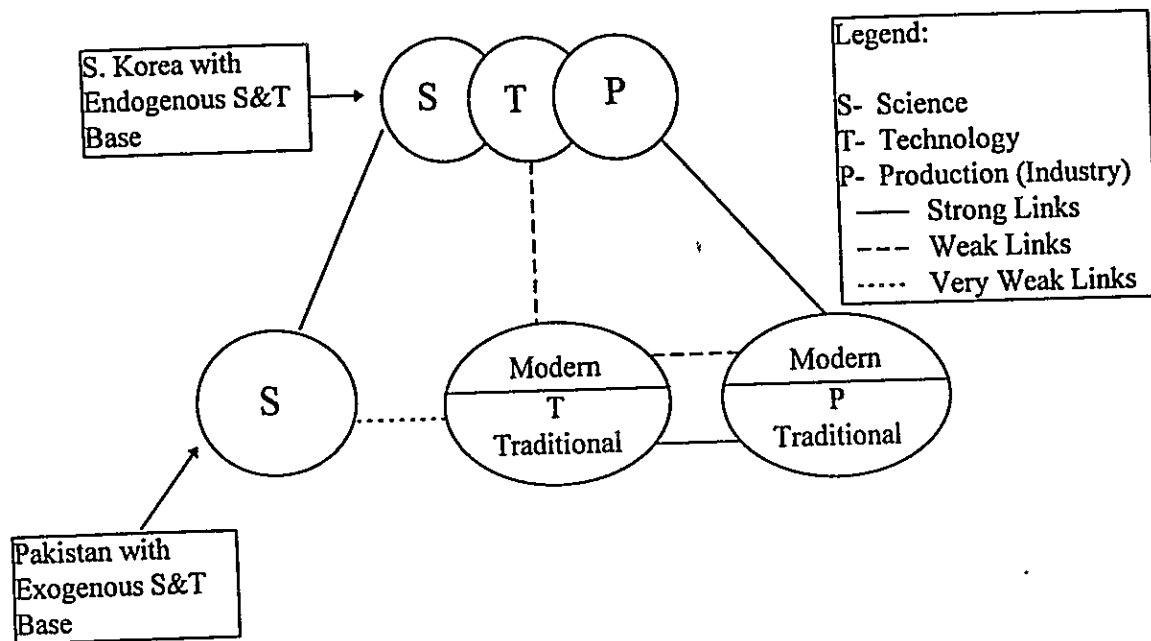 S. Korea with
Endogenous S&T
Base
S
T
P
Legend:
S- Science
T- Technology
P- Production (Industry)
Strong Links
Weak Links
Very Weak Links
S
Modern
T
Traditional
Modern
P
Traditional
Pakistan with
Exogenous S&T
Base